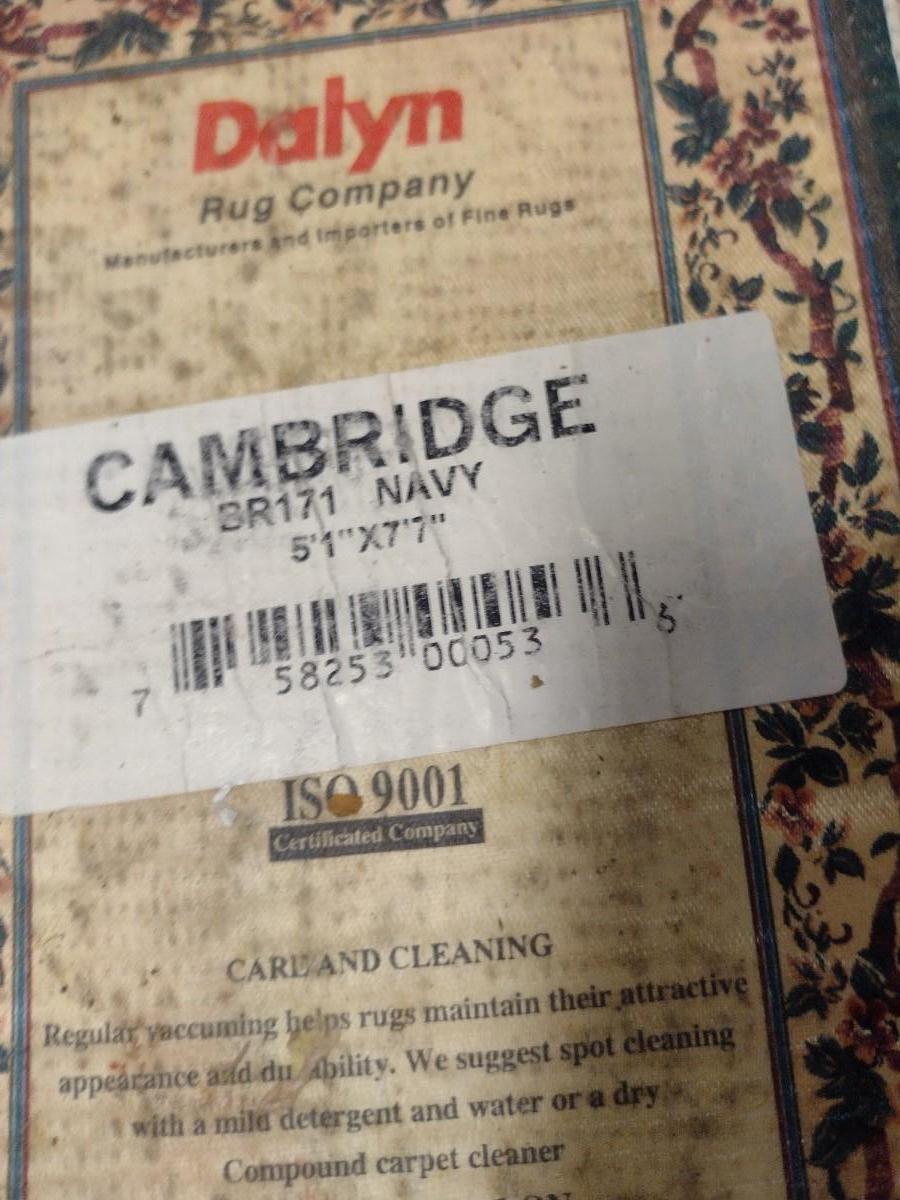 Dalyn
Rug Company
Manufacturers and Importers of Fine Rugs
CAMBRIDGE
BR171 NAVY
5'1"X7'7"
7 58253 00053 5
ISO 9001
Certificated Company
CARE AND CLEANING
Regular vaccuming helps rugs maintain their attractive
appearance and durability. We suggest spot cleaning
with a mild detergent and water or a dry
Compound carpet cleaner